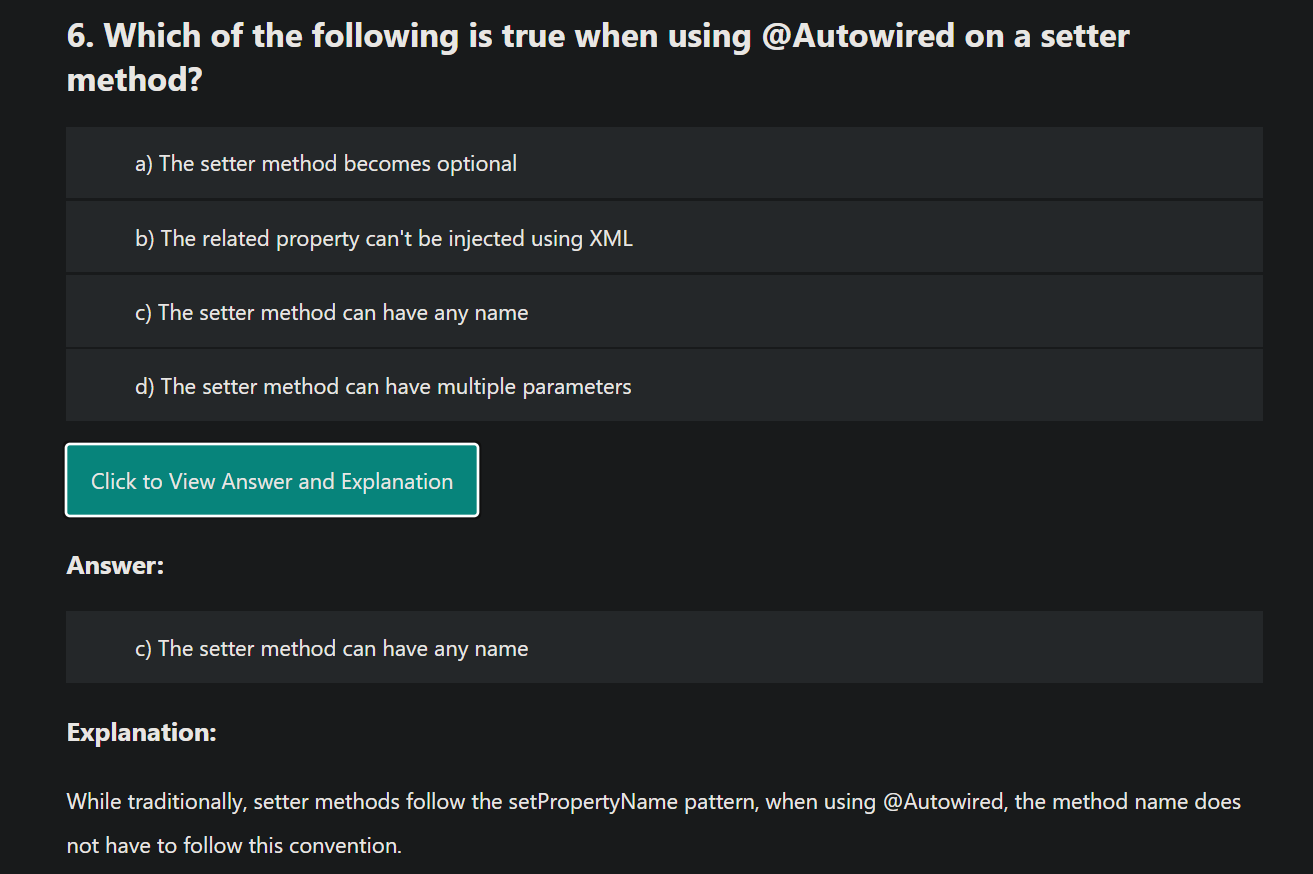 6. Which of the following is true when using @Autowired on a setter
method?
a) The setter method becomes optional
b) The related property can't be injected using XML
c) The setter method can have any name
d) The setter method can have multiple parameters
Click to View Answer and Explanation
Answer:
c) The setter method can have any name
Explanation:
While traditionally, setter methods follow the setPropertyName pattern, when using @Autowired, the method name does
not have to follow this convention.